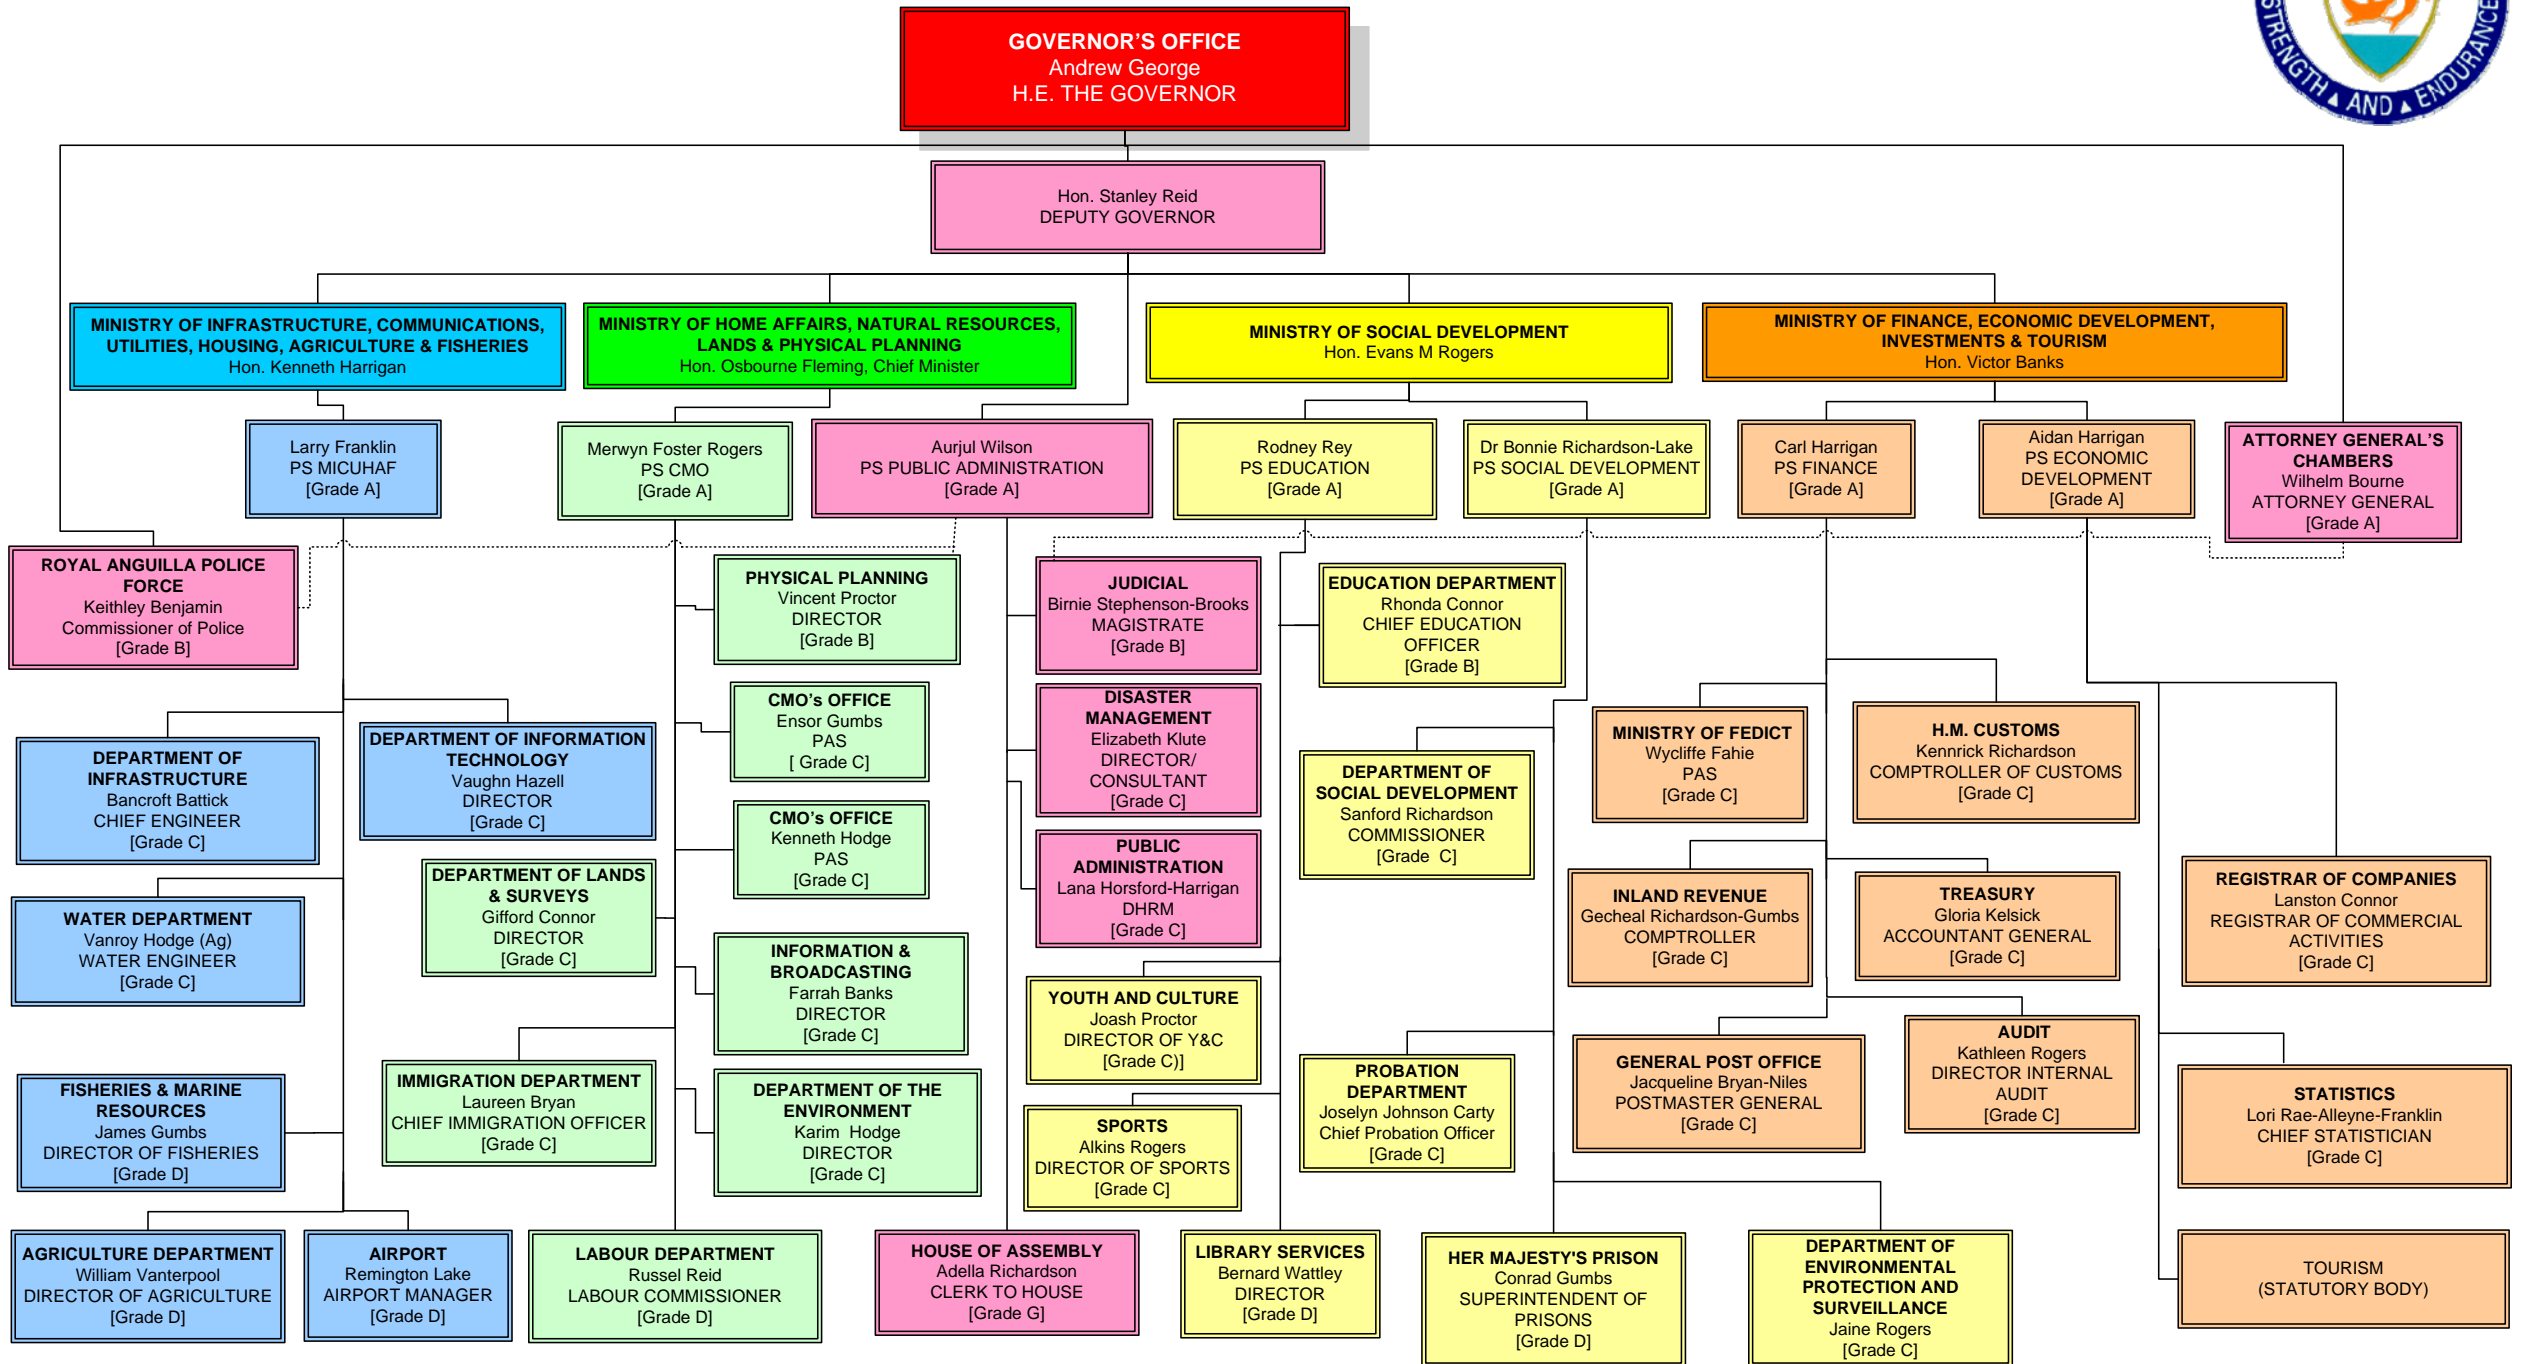 STRENGTH ▲ AND ▲ ENDURANCE
GOVERNOR'S OFFICE
Andrew George
H.E. THE GOVERNOR
Hon. Stanley Reid
DEPUTY GOVERNOR
MINISTRY OF INFRASTRUCTURE, COMMUNICATIONS,
UTILITIES, HOUSING, AGRICULTURE & FISHERIES
Hon. Kenneth Harrigan
MINISTRY OF HOME AFFAIRS, NATURAL RESOURCES,
LANDS & PHYSICAL PLANNING
Hon. Osbourne Fleming, Chief Minister
MINISTRY OF SOCIAL DEVELOPMENT
Hon. Evans M Rogers
MINISTRY OF FINANCE, ECONOMIC DEVELOPMENT,
INVESTMENTS & TOURISM
Hon. Victor Banks
Larry Franklin
PS MICUHAF
[Grade A]
Merwyn Foster Rogers
PS CMO
[Grade A]
Aurjul Wilson
PS PUBLIC ADMINISTRATION
[Grade A]
Rodney Rey
PS EDUCATION
[Grade A]
Dr Bonnie Richardson-Lake
PS SOCIAL DEVELOPMENT
[Grade A]
Carl Harrigan
PS FINANCE
[Grade A]
Aidan Harrigan
PS ECONOMIC
DEVELOPMENT
[Grade A]
ATTORNEY GENERAL'S
CHAMBERS
Wilhelm Bourne
ATTORNEY GENERAL
[Grade A]
ROYAL ANGUILLA POLICE
FORCE
Keithley Benjamin
Commissioner of Police
[Grade B]
PHYSICAL PLANNING
Vincent Proctor
DIRECTOR
[Grade B]
JUDICIAL
Birnie Stephenson-Brooks
MAGISTRATE
[Grade B]
EDUCATION DEPARTMENT
Rhonda Connor
CHIEF EDUCATION
OFFICER
[Grade B]
DEPARTMENT OF
INFRASTRUCTURE
Bancroft Battick
CHIEF ENGINEER
[Grade C]
DEPARTMENT OF INFORMATION
TECHNOLOGY
Vaughn Hazell
DIRECTOR
[Grade C]
CMO's OFFICE
Ensor Gumbs
PAS
[ Grade C]
DISASTER
MANAGEMENT
Elizabeth Klute
DIRECTOR/
CONSULTANT
[Grade C]
DEPARTMENT OF
SOCIAL DEVELOPMENT
Sanford Richardson
COMMISSIONER
[Grade  C]
MINISTRY OF FEDICT
Wycliffe Fahie
PAS
[Grade C]
H.M. CUSTOMS
Kennrick Richardson
COMPTROLLER OF CUSTOMS
[Grade C]
CMO's OFFICE
Kenneth Hodge
PAS
[Grade C]
PUBLIC
ADMINISTRATION
Lana Horsford-Harrigan
DHRM
[Grade C]
WATER DEPARTMENT
Vanroy Hodge (Ag)
WATER ENGINEER
[Grade C]
DEPARTMENT OF LANDS
& SURVEYS
Gifford Connor
DIRECTOR
[Grade C]
INLAND REVENUE
Gecheal Richardson-Gumbs
COMPTROLLER
[Grade C]
TREASURY
Gloria Kelsick
ACCOUNTANT GENERAL
[Grade C]
REGISTRAR OF COMPANIES
Lanston Connor
REGISTRAR OF COMMERCIAL
ACTIVITIES
[Grade C]
INFORMATION &
BROADCASTING
Farrah Banks
DIRECTOR
[Grade C]
YOUTH AND CULTURE
Joash Proctor
DIRECTOR OF Y&C
[Grade C)]
FISHERIES & MARINE
RESOURCES
James Gumbs
DIRECTOR OF FISHERIES
[Grade D]
IMMIGRATION DEPARTMENT
Laureen Bryan
CHIEF IMMIGRATION OFFICER
[Grade C]
DEPARTMENT OF THE
ENVIRONMENT
Karim  Hodge
DIRECTOR
[Grade C]
SPORTS
Alkins Rogers
DIRECTOR OF SPORTS
[Grade C]
PROBATION
DEPARTMENT
Joselyn Johnson Carty
Chief Probation Officer
[Grade C]
GENERAL POST OFFICE
Jacqueline Bryan-Niles
POSTMASTER GENERAL
[Grade C]
AUDIT
Kathleen Rogers
DIRECTOR INTERNAL
AUDIT
[Grade C]
STATISTICS
Lori Rae-Alleyne-Franklin
CHIEF STATISTICIAN
[Grade C]
AGRICULTURE DEPARTMENT
William Vanterpool
DIRECTOR OF AGRICULTURE
[Grade D]
AIRPORT
Remington Lake
AIRPORT MANAGER
[Grade D]
LABOUR DEPARTMENT
Russel Reid
LABOUR COMMISSIONER
[Grade D]
HOUSE OF ASSEMBLY
Adella Richardson
CLERK TO HOUSE
[Grade G]
LIBRARY SERVICES
Bernard Wattley
DIRECTOR
[Grade D]
HER MAJESTY'S PRISON
Conrad Gumbs
SUPERINTENDENT OF
PRISONS
[Grade D]
DEPARTMENT OF
ENVIRONMENTAL
PROTECTION AND
SURVEILLANCE
Jaine Rogers
[Grade C]
TOURISM
(STATUTORY BODY)